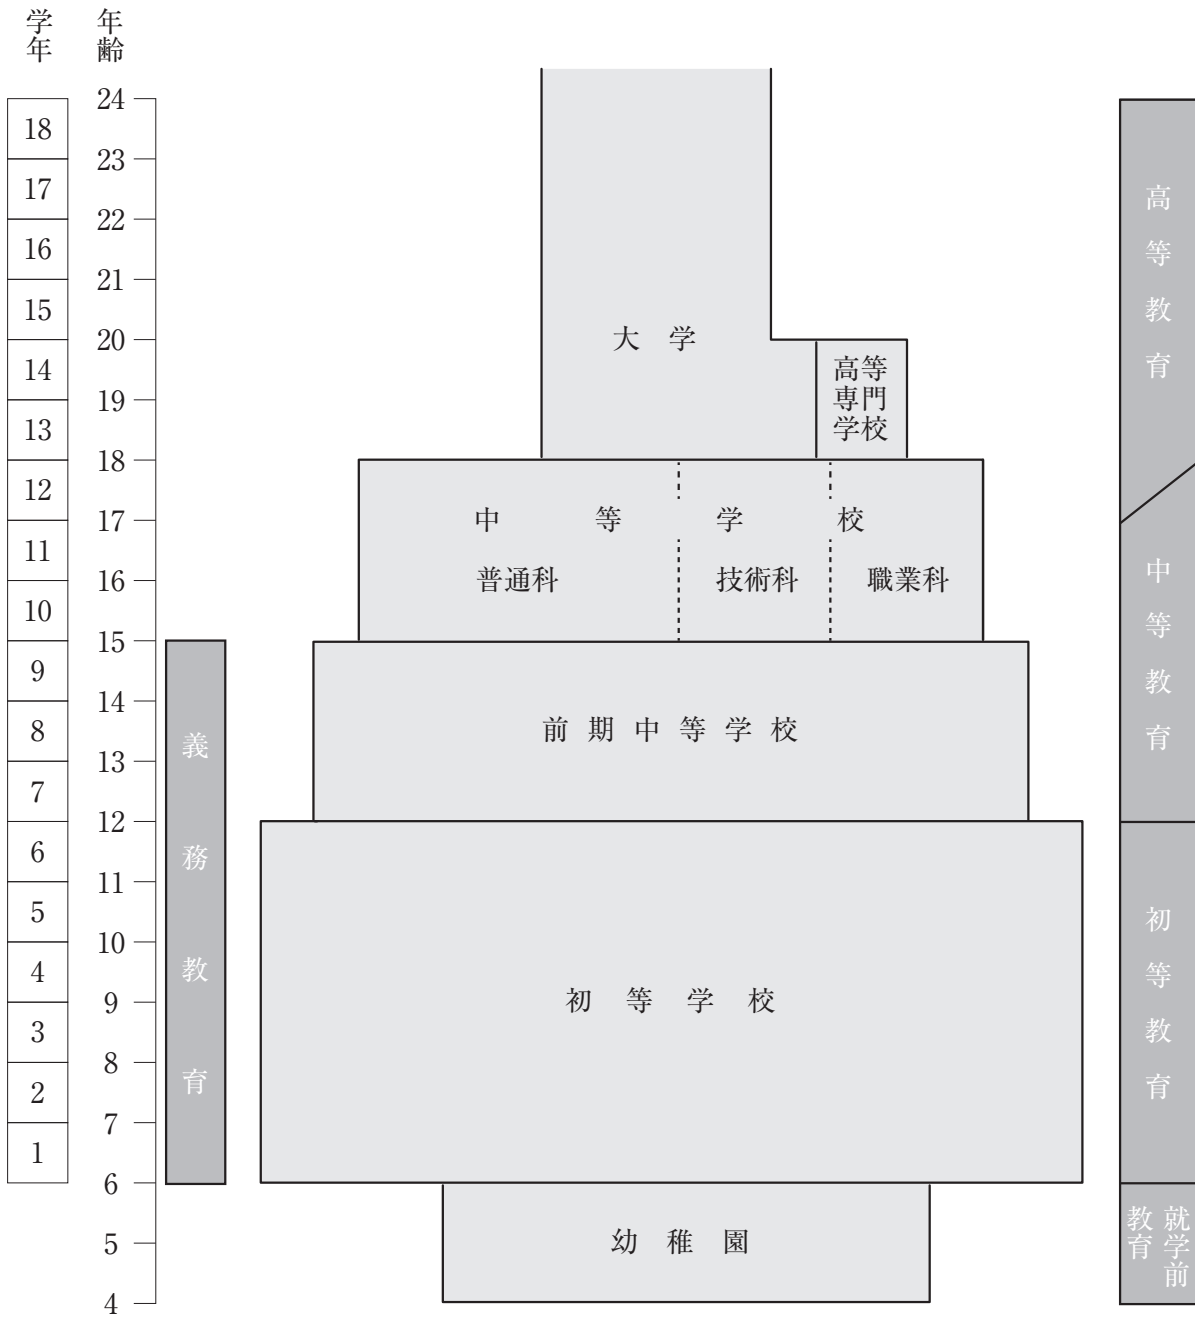 学年
年齢
24
18
23
17
22
16
21
15
20
14
19
13
18
12
17
11
16
10
15
9
14
8
13
7
12
6
11
5
10
4
9
3
8
2
7
1
6
5
4
義務教育
大学
高等
専門
学校
中等学校
普通科 技術科 職業科
前期中等学校
初等学校
幼稚園
高等教育
中等教育
初等教育
就学前
教育